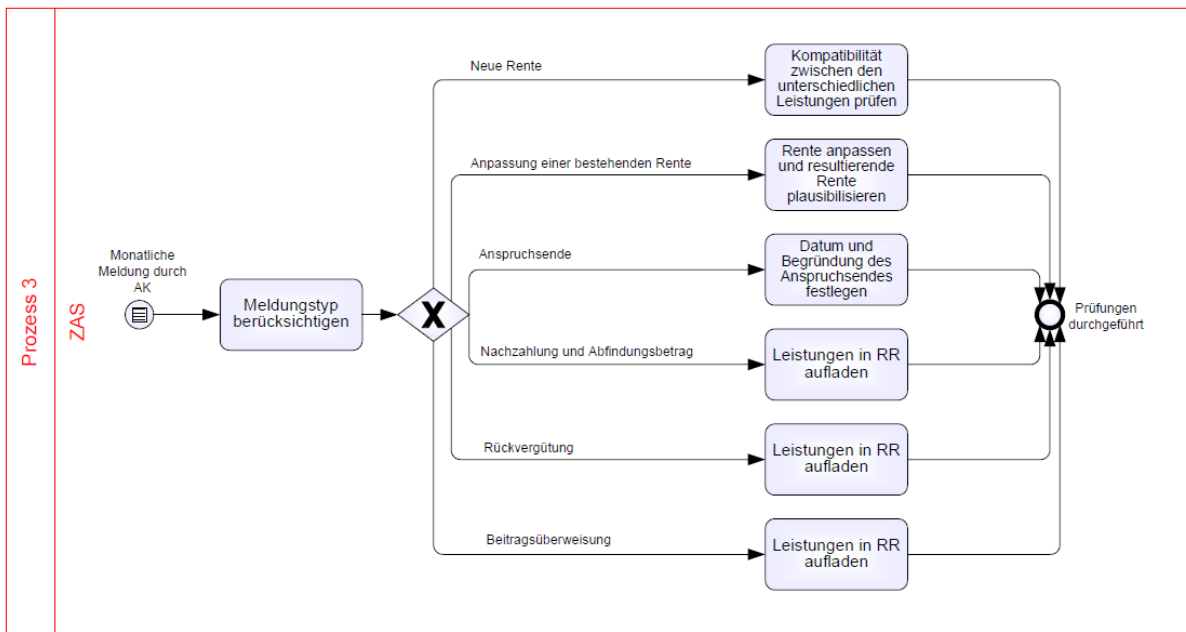 Prozess 3
ZAS
Monatliche
Meldung durch
AK
Meldungstyp
berücksichtigen
Neue Rente
Kompatibilität
zwischen den
unterschiedlichen
Leistungen prüfen
Anpassung einer bestehenden Rente
Rente anpassen
und resultierende
Rente
plausibilisieren
Anspruchsende
Datum und
Begründung des
Anspruchsendes
festlegen
Nachzahlung und Abfindungsbetrag
Leistungen in RR
aufladen
Rückvergütung
Leistungen in RR
aufladen
Beitragsüberweisung
Leistungen in RR
aufladen
Prüfungen
durchgeführt